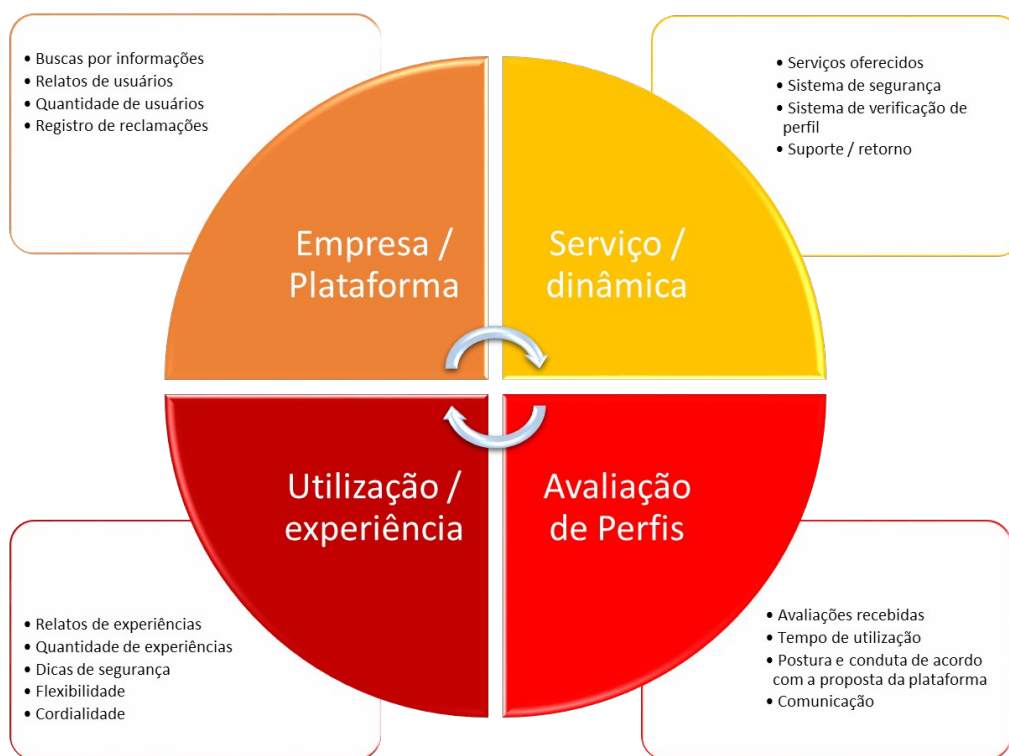 • Buscas por informações
• Relatos de usuários
• Quantidade de usuários
• Registro de reclamações
• Serviços oferecidos
• Sistema de segurança
• Sistema de verificação de
perfil
• Suporte / retorno
Empresa /
Plataforma
Serviço /
dinâmica
Utilização /
experiência
Avaliação
de Perfis
• Relatos de experiências
• Quantidade de experiências
• Dicas de segurança
• Flexibilidade
• Cordialidade
• Avaliações recebidas
• Tempo de utilização
• Postura e conduta de acordo
com a proposta da plataforma
• Comunicação